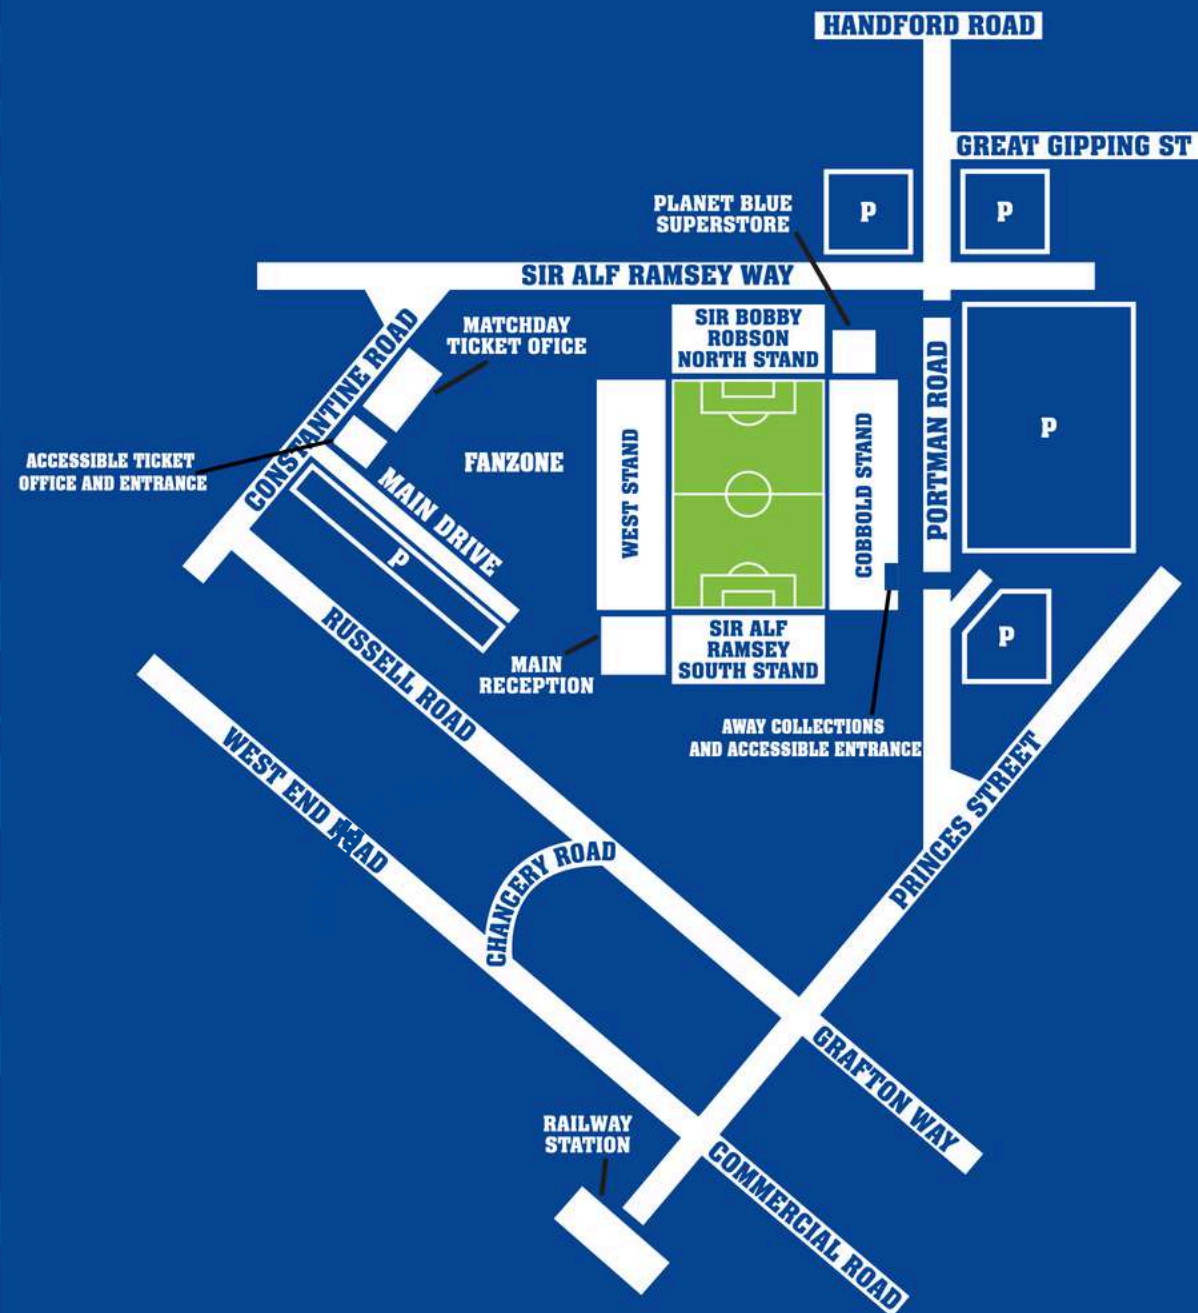 HANDFORD ROAD
GREAT GIPPING ST
P
P
PLANET BLUE
SUPERSTORE
SIR ALF RAMSEY WAY
SIR BOBBY
ROBSON
NORTH STAND
MATCHDAY
TICKET OFICE
CONSTANTINE ROAD
ACCESSIBLE TICKET
OFFICE AND ENTRANCE
FANZONE
WEST STAND
COBBOLD STAND
PORTMAN ROAD
P
MAIN DRIVE
P
RUSSELL ROAD
MAIN
RECEPTION
SIR ALF
RAMSEY
SOUTH STAND
P
AWAY COLLECTIONS
AND ACCESSIBLE ENTRANCE
WEST END ROAD
CHANCERY ROAD
PRINCES STREET
GRAFTON WAY
RAILWAY
STATION
COMMERCIAL ROAD